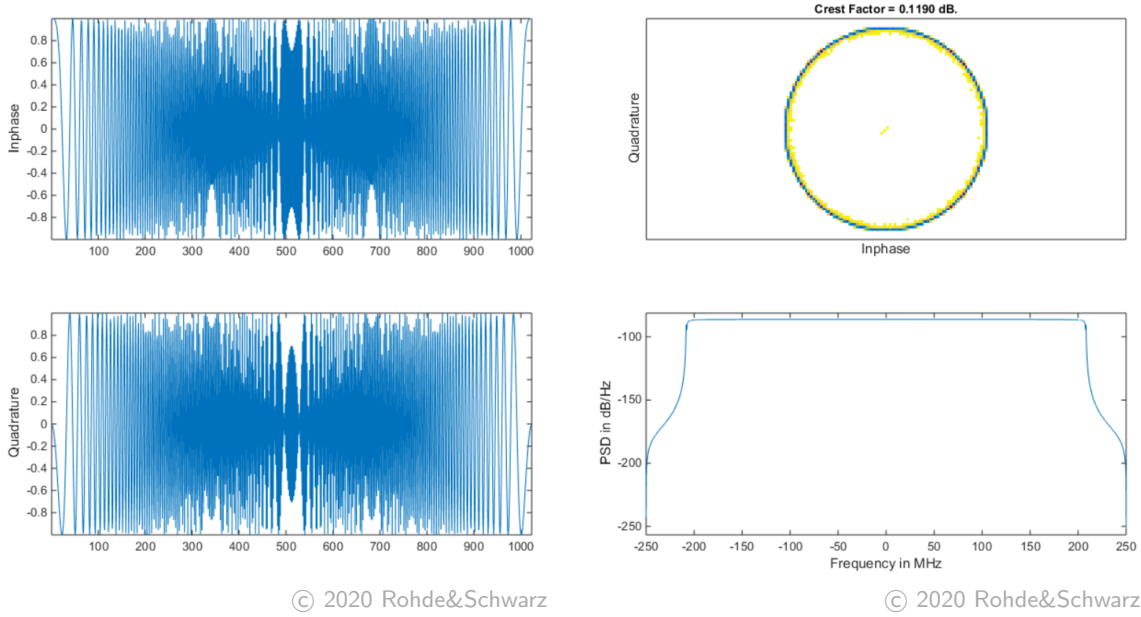 Inphase
0.8
0.6
0.4
0.2
0
-0.2
-0.4
-0.6
-0.8
100 200 300 400 500 600 700 800 900 1000
Crest Factor = 0.1190 dB.
Quadrature
Inphase
Quadrature
0.8
0.6
0.4
0.2
0
-0.2
-0.4
-0.6
-0.8
100 200 300 400 500 600 700 800 900 1000
PSD in dB/Hz
-100
-150
-200
-250
-250 -200 -150 -100 -50 0 50 100 150 200 250
Frequency in MHz
© 2020 Rohde&Schwarz
© 2020 Rohde&Schwarz